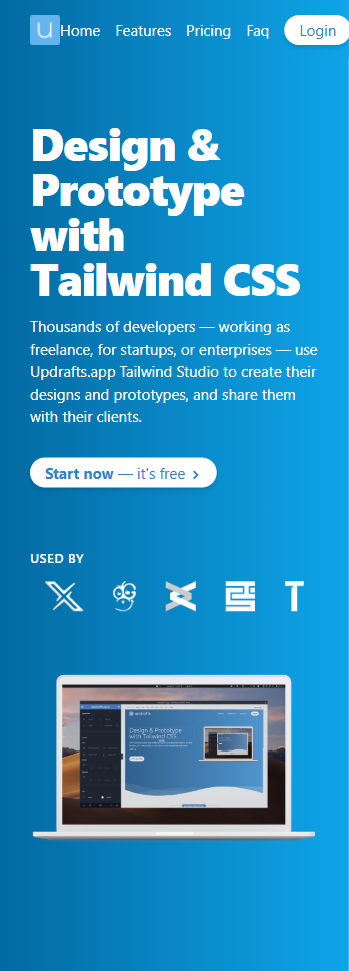 u Home Features Pricing Faq Login
Design &
Prototype
with
Tailwind CSS
Thousands of developers — working as
freelance, for startups, or enterprises — use
Updrafts.app Tailwind Studio to create their
designs and prototypes, and share them
with their clients.
Start now — it's free
USED BY
T
updrafts
Design & Prototype
with Tailwind CSS